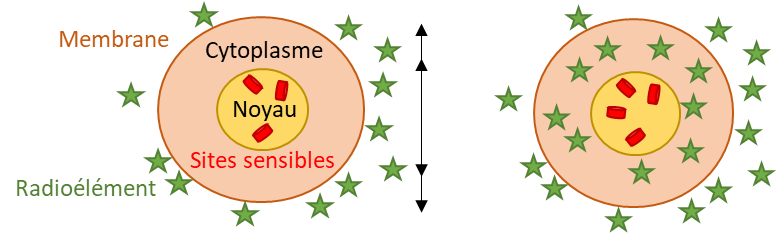 Membrane
Cytoplasme
Noyau
Sites sensibles
Radioélément